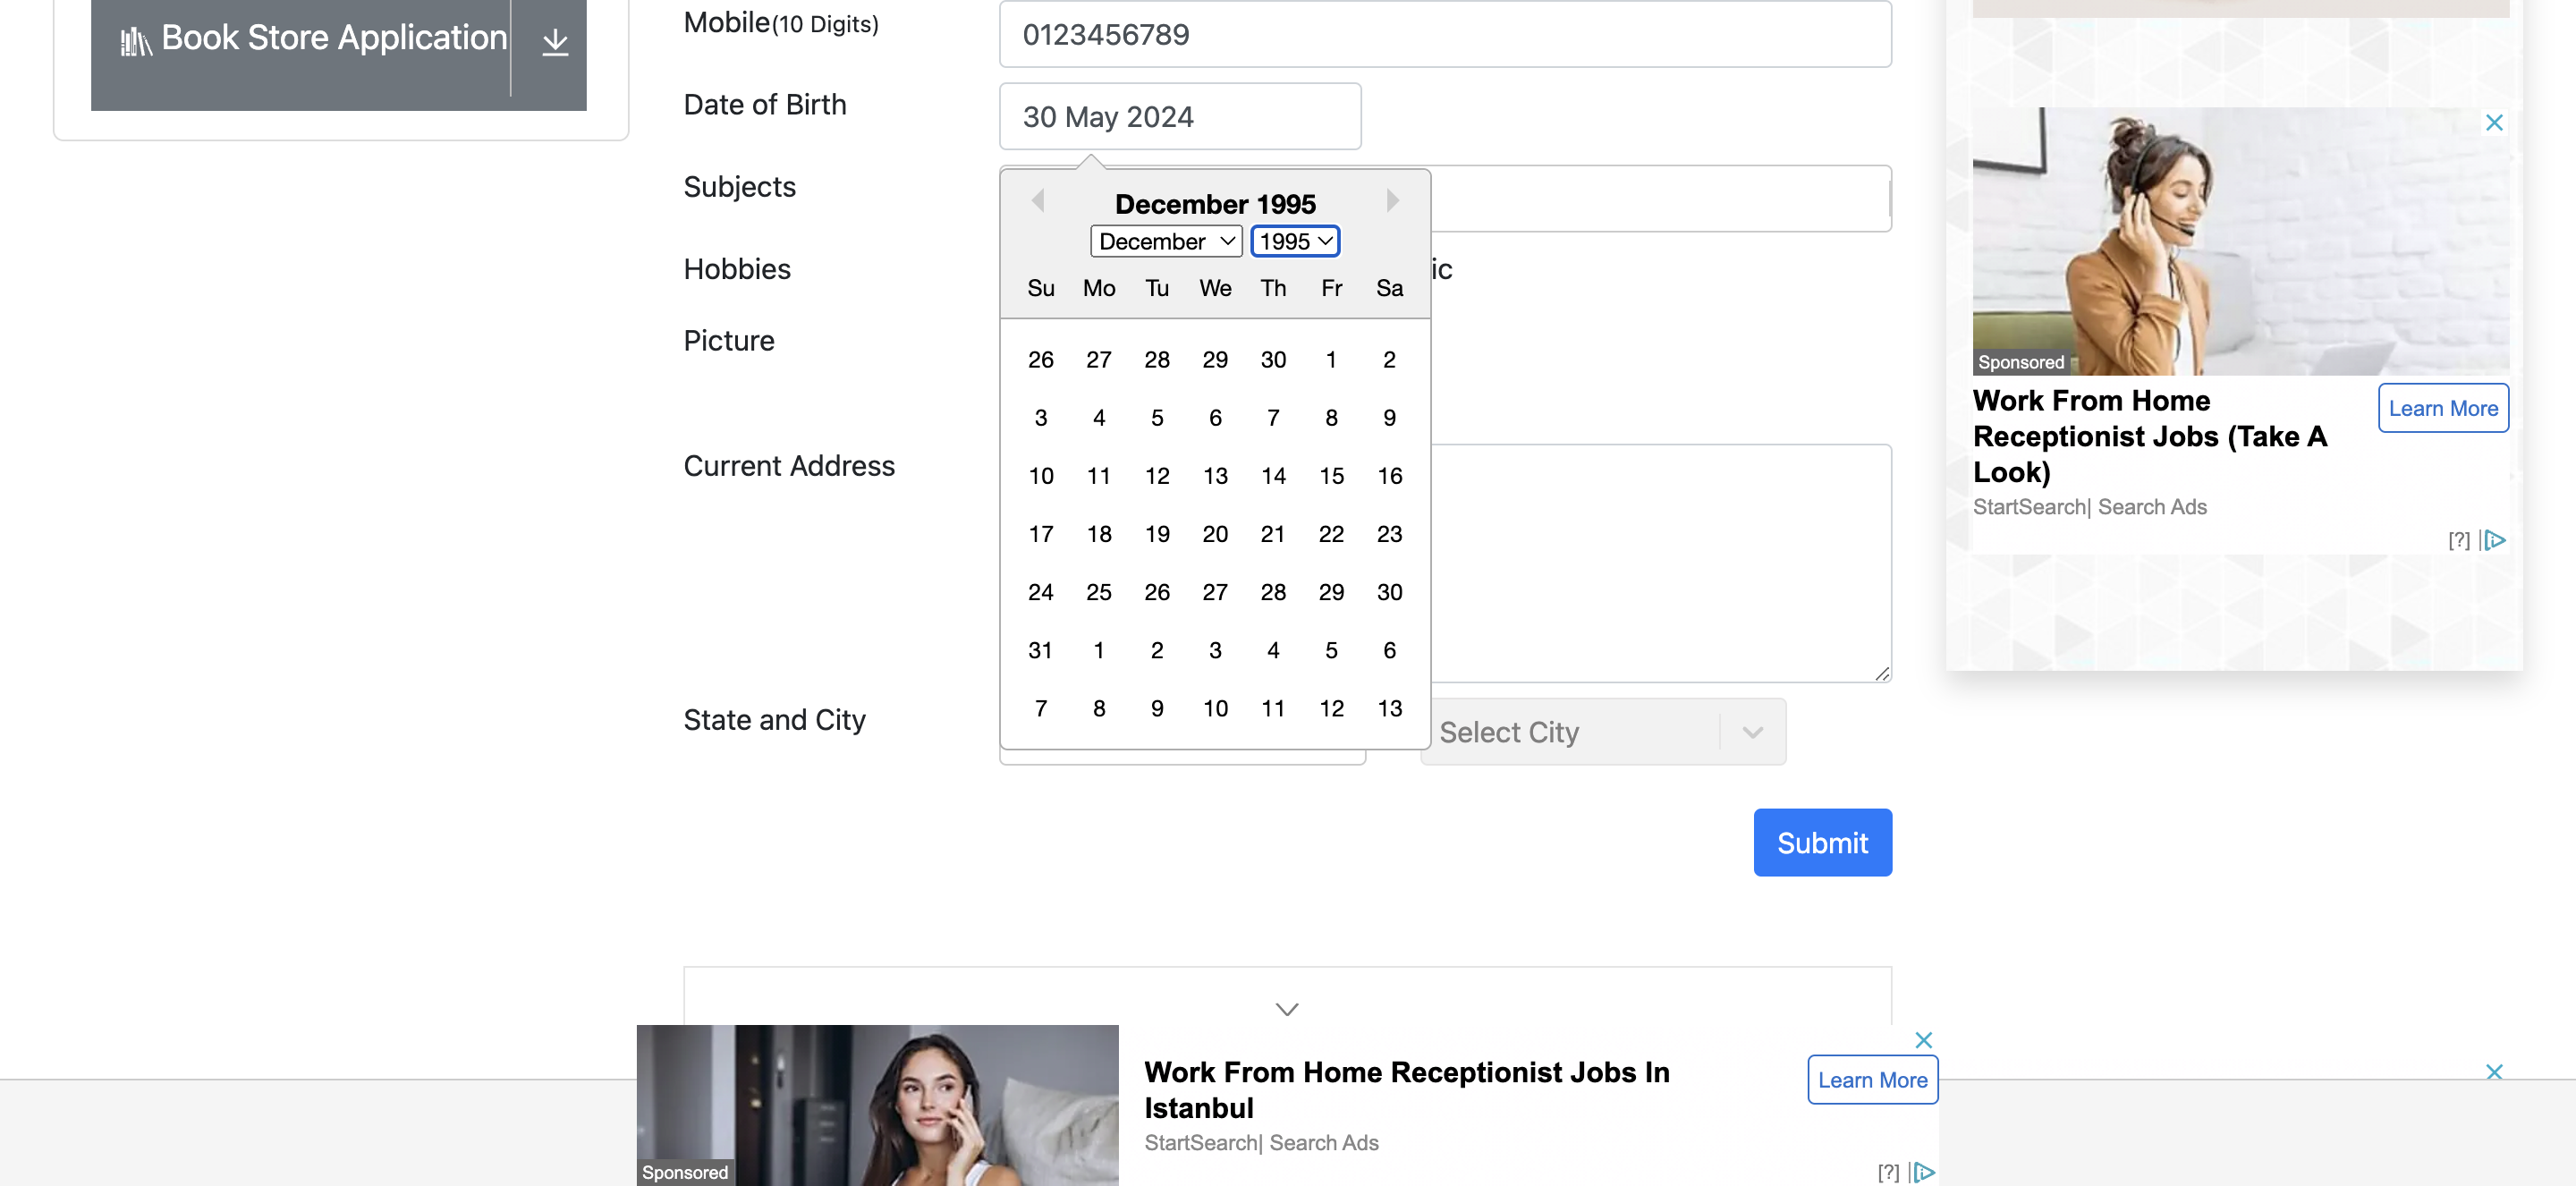 Book Store Application
Mobile(10 Digits)
0123456789
Date of Birth
30 May 2024
Subjects
December 1995
December
1995
Su Mo Tu We Th Fr Sa
26 27 28 29 30 1 2
3 4 5 6 7 8 9
10 11 12 13 14 15 16
17 18 19 20 21 22 23
24 25 26 27 28 29 30
31 1 2 3 4 5 6
7 8 9 10 11 12 13
Hobbies
ic
Picture
Current Address
State and City
Select City
Submit
Sponsored
Work From Home
Receptionist Jobs (Take A
Look)
Learn More
StartSearch| Search Ads
[?]
Sponsored
Work From Home Receptionist Jobs In
Istanbul
StartSearch| Search Ads
Learn More
[?]